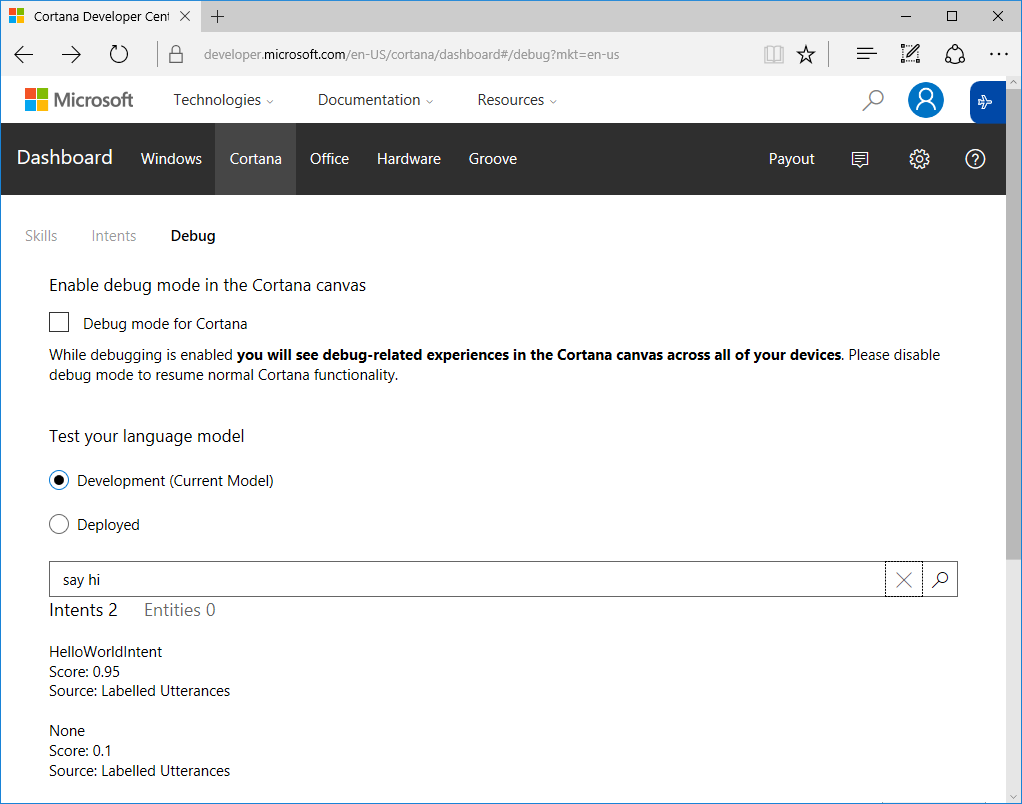 Cortana Developer Cent
developer.microsoft.com/en-US/cortana/dashboard#/debug?mkt=en-us
Microsoft Technologies Documentation Resources
Dashboard Windows Cortana Office Hardware Groove Payout
Skills Intents Debug
Enable debug mode in the Cortana canvas
Debug mode for Cortana
While debugging is enabled you will see debug-related experiences in the Cortana canvas across all of your devices. Please disable
debug mode to resume normal Cortana functionality.
Test your language model
Development (Current Model)
Deployed
say hi
Intents 2 Entities 0
HelloWorldIntent
Score: 0.95
Source: Labelled Utterances
None
Score: 0.1
Source: Labelled Utterances